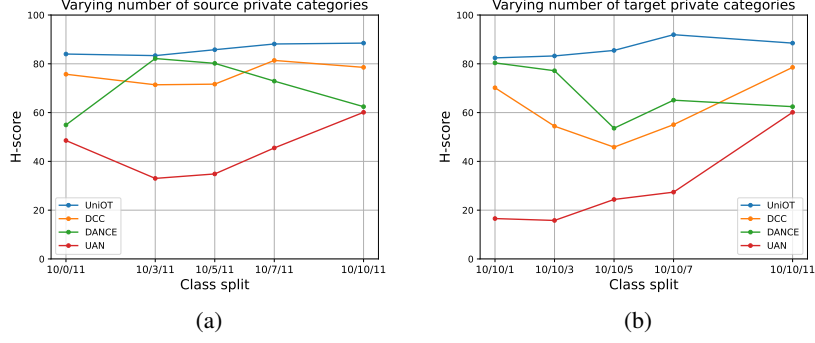 Varying number of source private categories
100
80
60
40
20
0
H-score
UniOT
DCC
DANCE
UAN
10/0/11
10/3/11
10/5/11
10/7/11
10/10/11
Class split
(a)
Varying number of target private categories
100
80
60
40
20
0
H-score
UniOT
DCC
DANCE
UAN
10/10/1
10/10/3
10/10/5
10/10/7
10/10/11
Class split
(b)